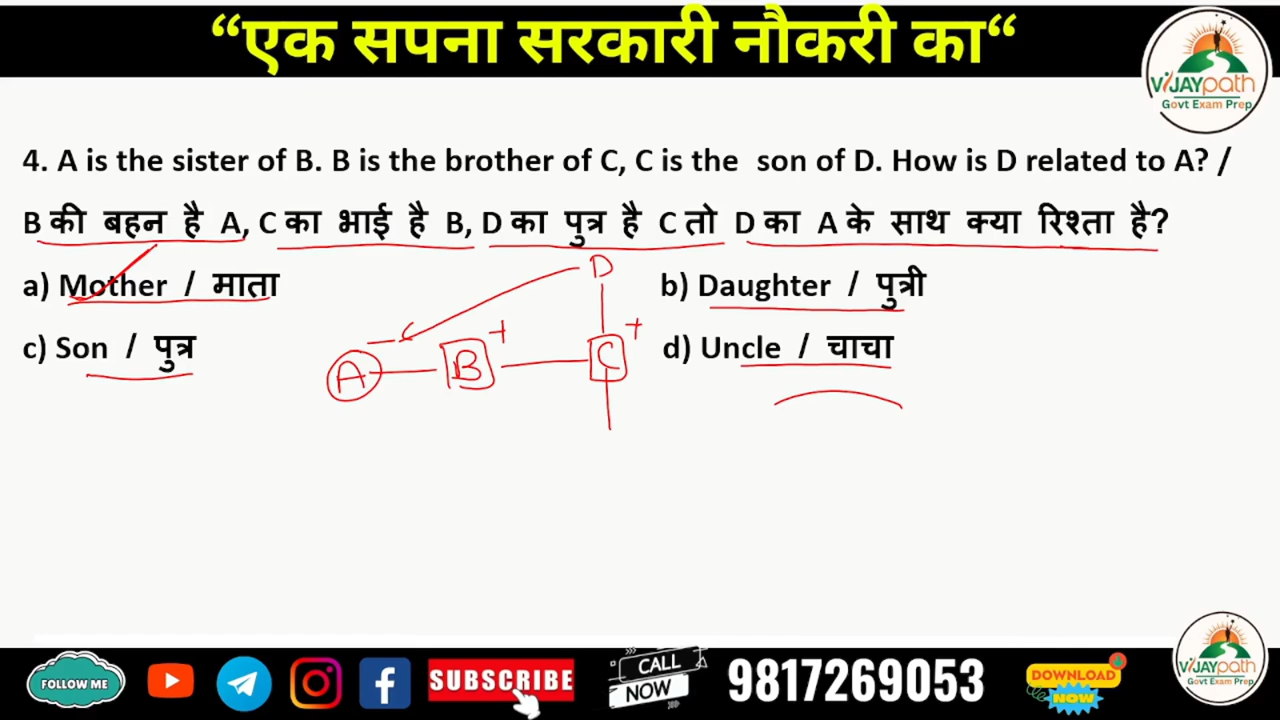 “एक सपना सरकारी नौकरी का“
VIJAYPATH
Govt Exam Prep
4. A is the sister of B. B is the brother of C, C is the son of D. How is D related to A? /
B की बहन है A, C का भाई है B, D का पुत्र है C तो D का A के साथ क्या रिश्ता है?
a) Mother / माता
b) Daughter / पुत्री
c) Son / पुत्र
d) Uncle / चाचा
D
A B C
FOLLOW ME
SUBSCRIBE
CALL
NOW
9817269053
DOWNLOAD
NOW
VIJAYPATH
Govt Exam Prep